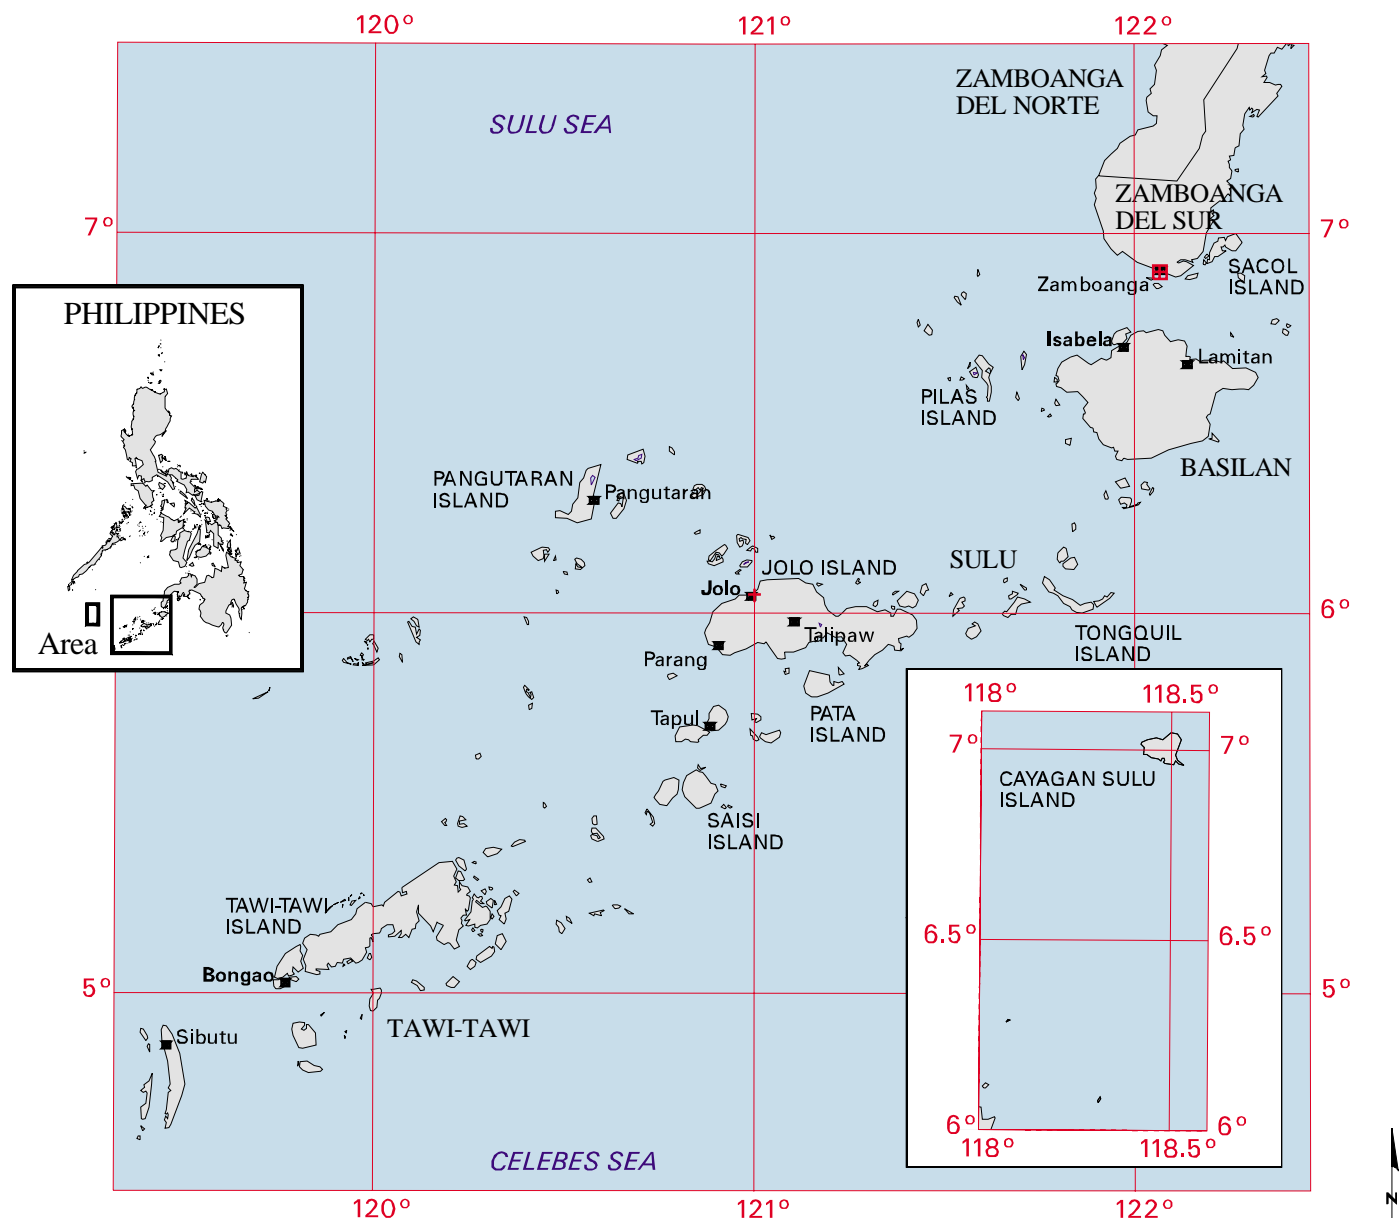 120°
121°
122°
ZAMBOANGA
DEL NORTE
SULU SEA
ZAMBOANGA
DEL SUR
7°
7°
SACOL
ISLAND
Zamboanga
PHILIPPINES
Isabela
Lamitan
PILAS
ISLAND
BASILAN
PANGUTARAN
ISLAND
Pangutaran
SULU
JOLO ISLAND
Jolo
6°
Area
Talipaw
TONGQUIL
ISLAND
Parang
118°
118.5°
Tapul
PATA
ISLAND
7°
7°
CAYAGAN SULU
ISLAND
SAISI
ISLAND
TAWI-TAWI
ISLAND
6.5°
6.5°
Bongao
5°
5°
TAWI-TAWI
Sibutu
6°
6°
118°
118.5°
CELEBES SEA
N
120°
121°
122°